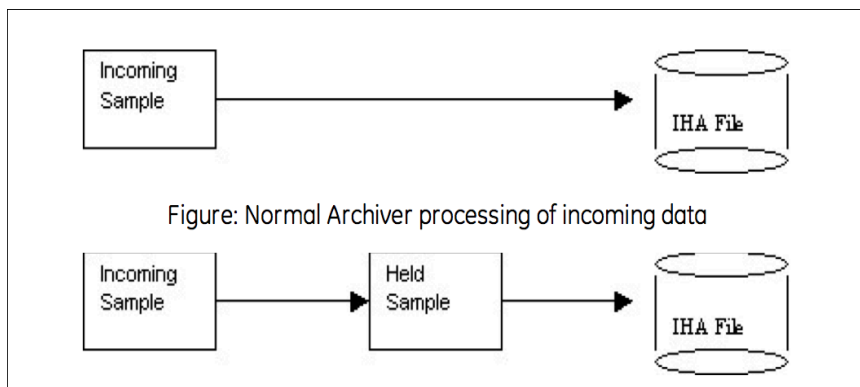 Incoming
Sample
IHA File
Figure: Normal Archiver processing of incoming data
Incoming
Sample
Held
Sample
IHA File